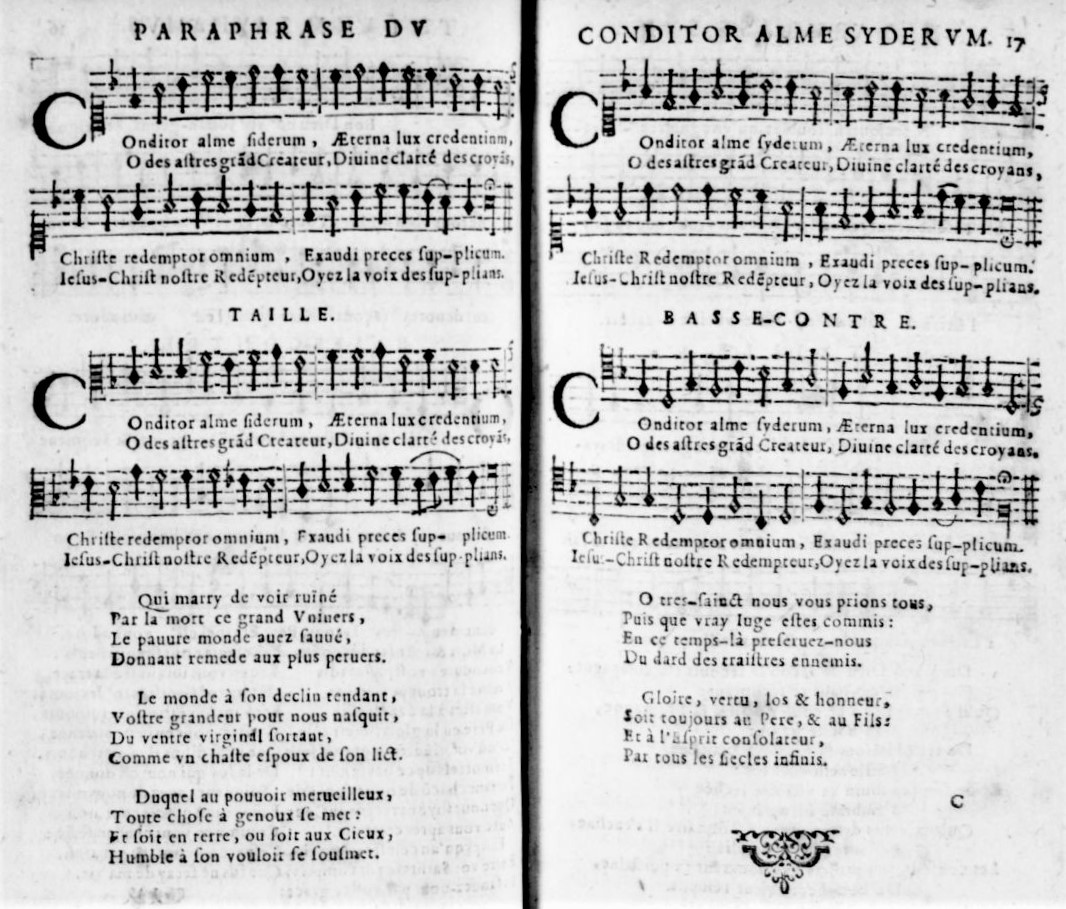 PARAPHRASE DV
COnditor alme siderum, Æterna lux credentium,
O des astres grãd Createur, Diuine clarté des croyãs,
Christe redemptor omnium, Exaudi preces sup-plicum.
Iesus-Christ nostre Redẽpteur, Oyez la voix des sup-plians.
TAILLE.
COnditor alme siderum, Æterna lux credentium,
O des astres grãd Createur, Diuine clarté des croyãs,
Christe redemptor omnium, Exaudi preces sup- plicum
Iesus-Christ nostre Redẽpteur, Oyez la voix des sup-plians.
Qui marry de voir ruiné
Par la mort ce grand Vniuers,
Le pauure monde auez sauué,
Donnant remede aux plus peruers.
Le monde à son declin tendant,
Vostre grandeur pour nous nasquit,
Du ventre virginal sortant,
Comme vn chaste espoux de son lict.
Duquel au pouuoir merueilleux,
Toute chose à genoux se met:
Et soit en terre, ou soit aux Cieux,
Humble à son vouloir se sousmet.
CONDITOR ALME SYDERVM. 17
COnditor alme syderum, Æterna lux credentium,
O des astres grãd Createur, Diuine clarté des croyans,
Christe Redemptor omnium, Exaudi preces sup-plicum.
Iesus-Christ nostre Redẽpteur, Oyez la voix des sup-plians.
BASSE-CONTRE.
COnditor alme syderum, Æterna lux credentium,
O des astres grãd Createur, Diuine clarté des croyans.
Christe Redemptor omnium, Exaudi preces sup-plicum.
Iesu:-Christ nostre Redempteur, Oyez la voix des sup-plians.
O tres-sainct nous vous prions tous,
Puis que vray Iuge estes commis:
En ce temps-là preseruez-nous
Du dard des traistres ennemis.
Gloire, vertu, los & honneur,
Soit toujours au Pere, & au Fils:
Et à l'Esprit consolateur,
Par tous les siecles infinis.
C